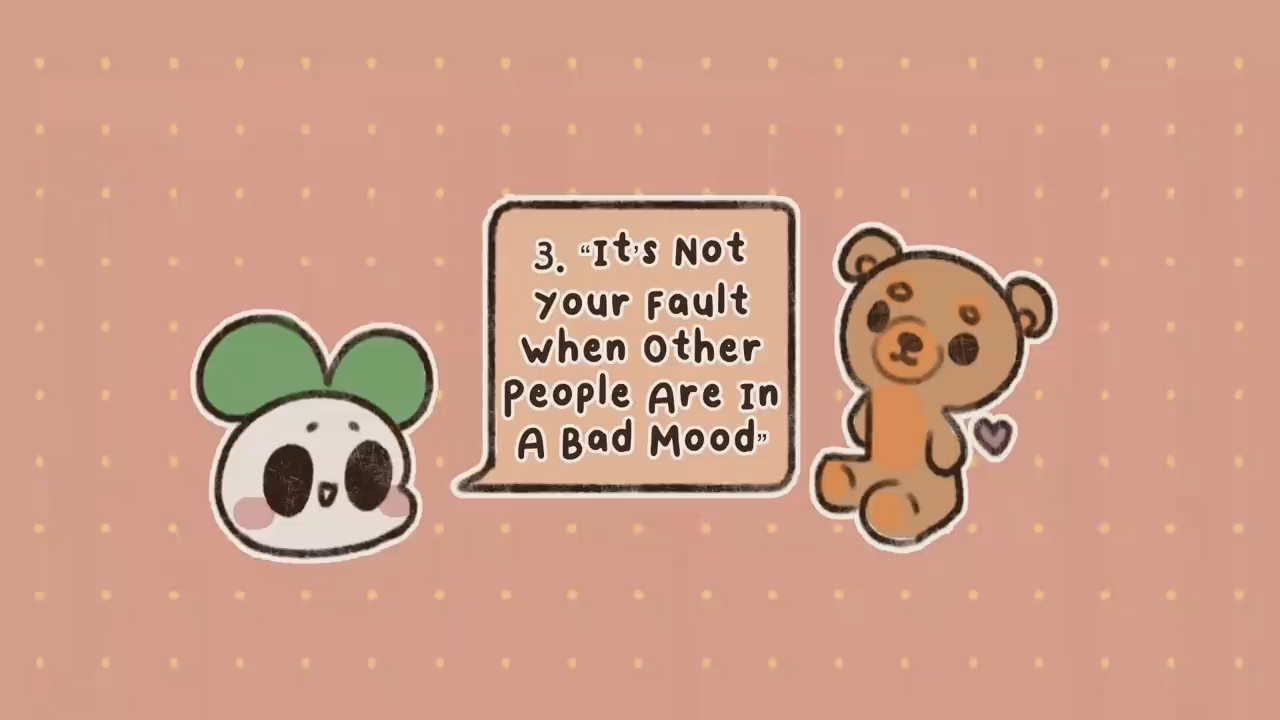 3. “It’s Not
Your Fault
When Other
People Are In
A Bad Mood”